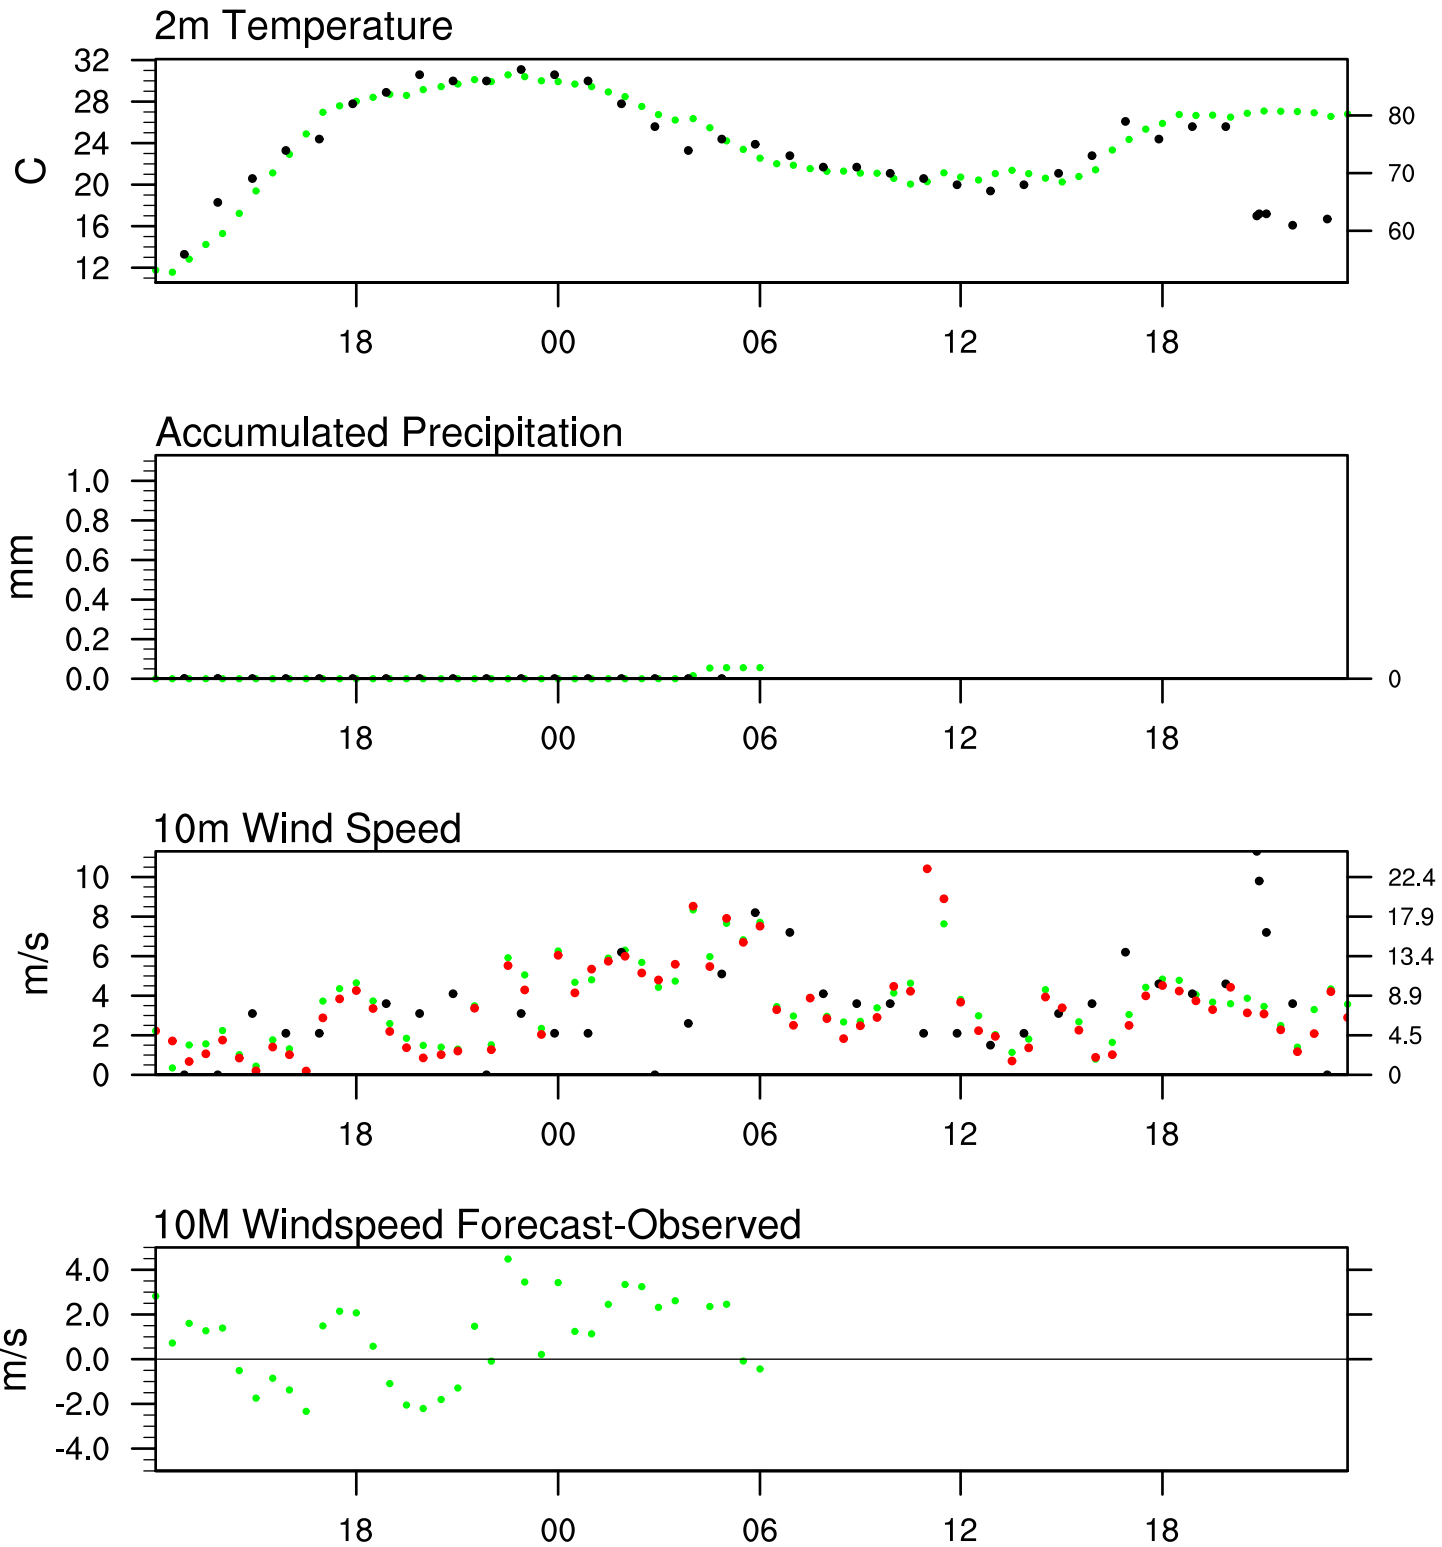 2m Temperature
32
28
24
20
16
12
C
80
70
60
18 00 06 12 18
Accumulated Precipitation
1.0
0.8
0.6
0.4
0.2
0.0
mm
0
18 00 06 12 18
10m Wind Speed
10
8
6
4
2
0
m/s
22.4
17.9
13.4
8.9
4.5
0
18 00 06 12 18
10M Windspeed Forecast-Observed
4.0
2.0
0.0
-2.0
-4.0
m/s
18 00 06 12 18